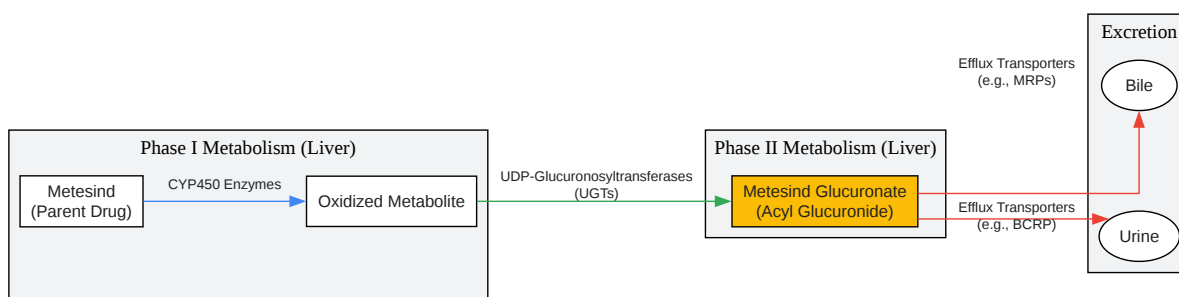 Excretion
Efflux Transporters
(e.g., MRPs)
Bile
Phase I Metabolism (Liver)
Phase II Metabolism (Liver)
Metesind
(Parent Drug)
CYP450 Enzymes
Oxidized Metabolite
UDP-Glucuronosyltransferases
(UGTs)
Metesind Glucuronate
(Acyl Glucuronide)
Efflux Transporters
(e.g., BCRP)
Urine